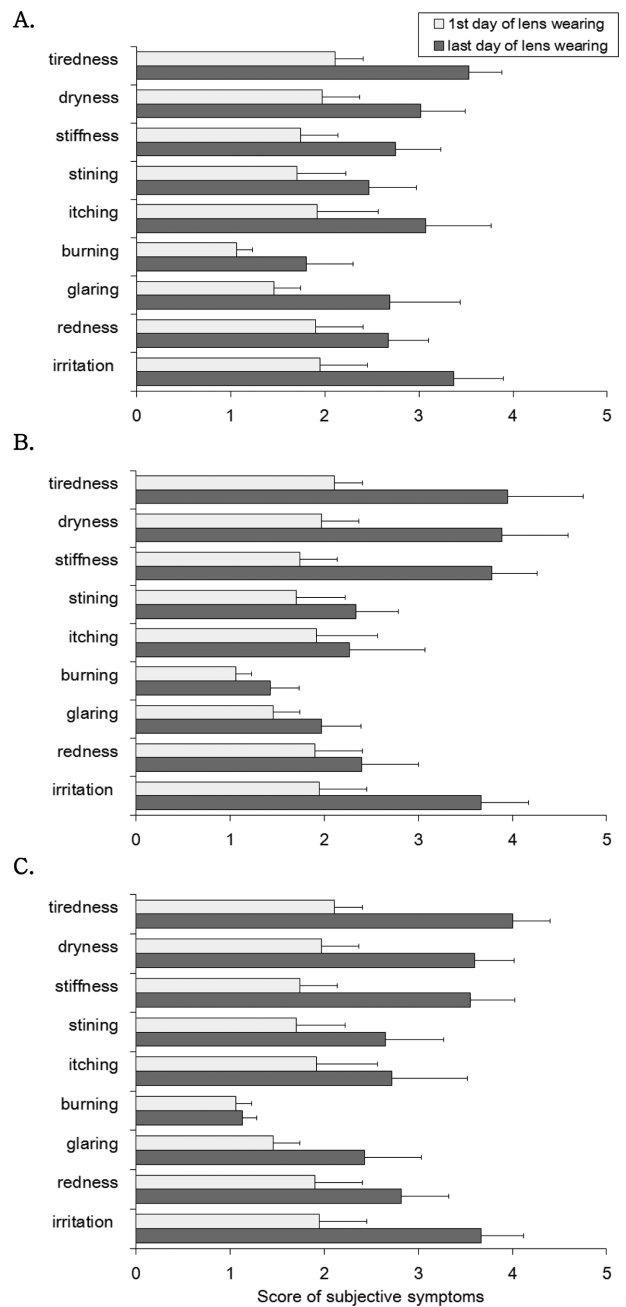 A.
1st day of lens wearing
last day of lens wearing
tiredness
dryness
stiffness
stining
itching
burning
glaring
redness
irritation
0 1 2 3 4 5
B.
tiredness
dryness
stiffness
stining
itching
burning
glaring
redness
irritation
0 1 2 3 4 5
C.
tiredness
dryness
stiffness
stining
itching
burning
glaring
redness
irritation
0 1 2 3 4 5
Score of subjective symptoms